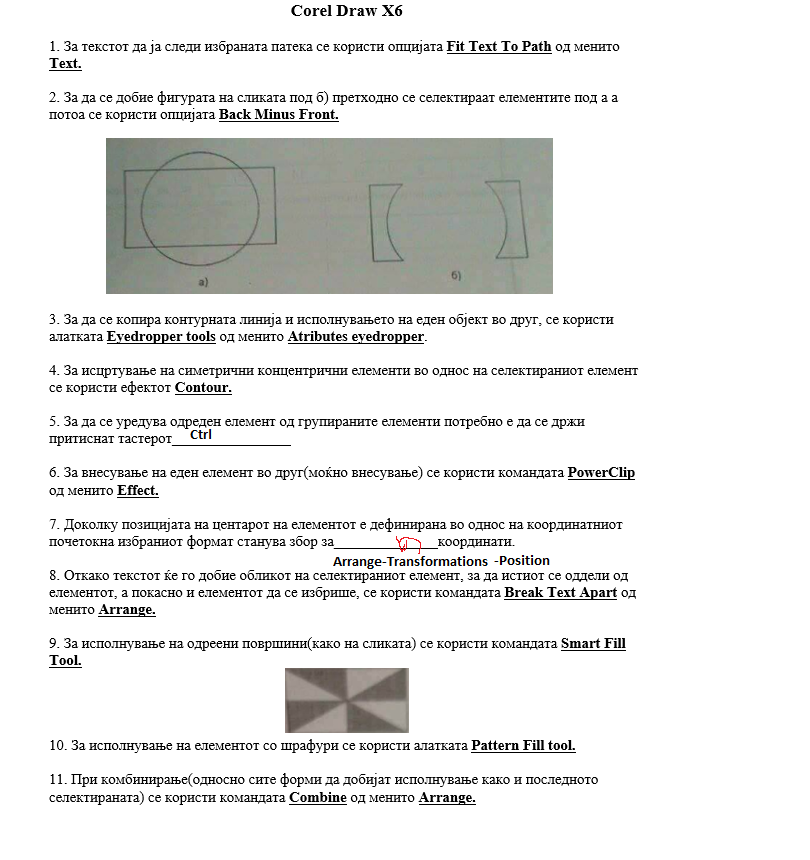 Corel Draw X6
1. За текстот да ја следи избраната патека се користи опцијата Fit Text To Path од менито
Text.
2. За да се добие фигурата на сликата под б) претходно се селектираат елементите под а а
потоа се користи опцијата Back Minus Front.
а)
б)
3. За да се копира контурната линија и исполнувањето на еден објект во друг, се користи
алатката Eyedropper tools од менито Atributes eyedropper.
4. За исцртување на симетрични концентрични елементи во однос на селектираниот елемент
се користи ефектот Contour.
5. За да се уредува одреден елемент од групираните елементи потребно е да се држи
притиснат тастерот Ctrl
6. За внесување на еден елемент во друг(моќно внесување) се користи командата PowerClip
од менито Effect.
7. Доколку позицијата на центарот на елементот е дефинирана во однос на координатниот
почетокна избраниот формат станува збор за__________координати.
Arrange-Transformations -Position
8. Откако текстот ќе го добие обликот на селектираниот елемент, за да истиот се оддели од
елементот, а покасно и елементот да се избрише, се користи командата Break Text Apart од
менито Arrange.
9. За исполнување на одреени површини(како на сликата) се користи командата Smart Fill
Tool.
10. За исполнување на елементот со шрафури се користи алатката Pattern Fill tool.
11. При комбинирање(односно сите форми да добијат исполнување како и последното
селектираната) се користи командата Combine од менито Arrange.